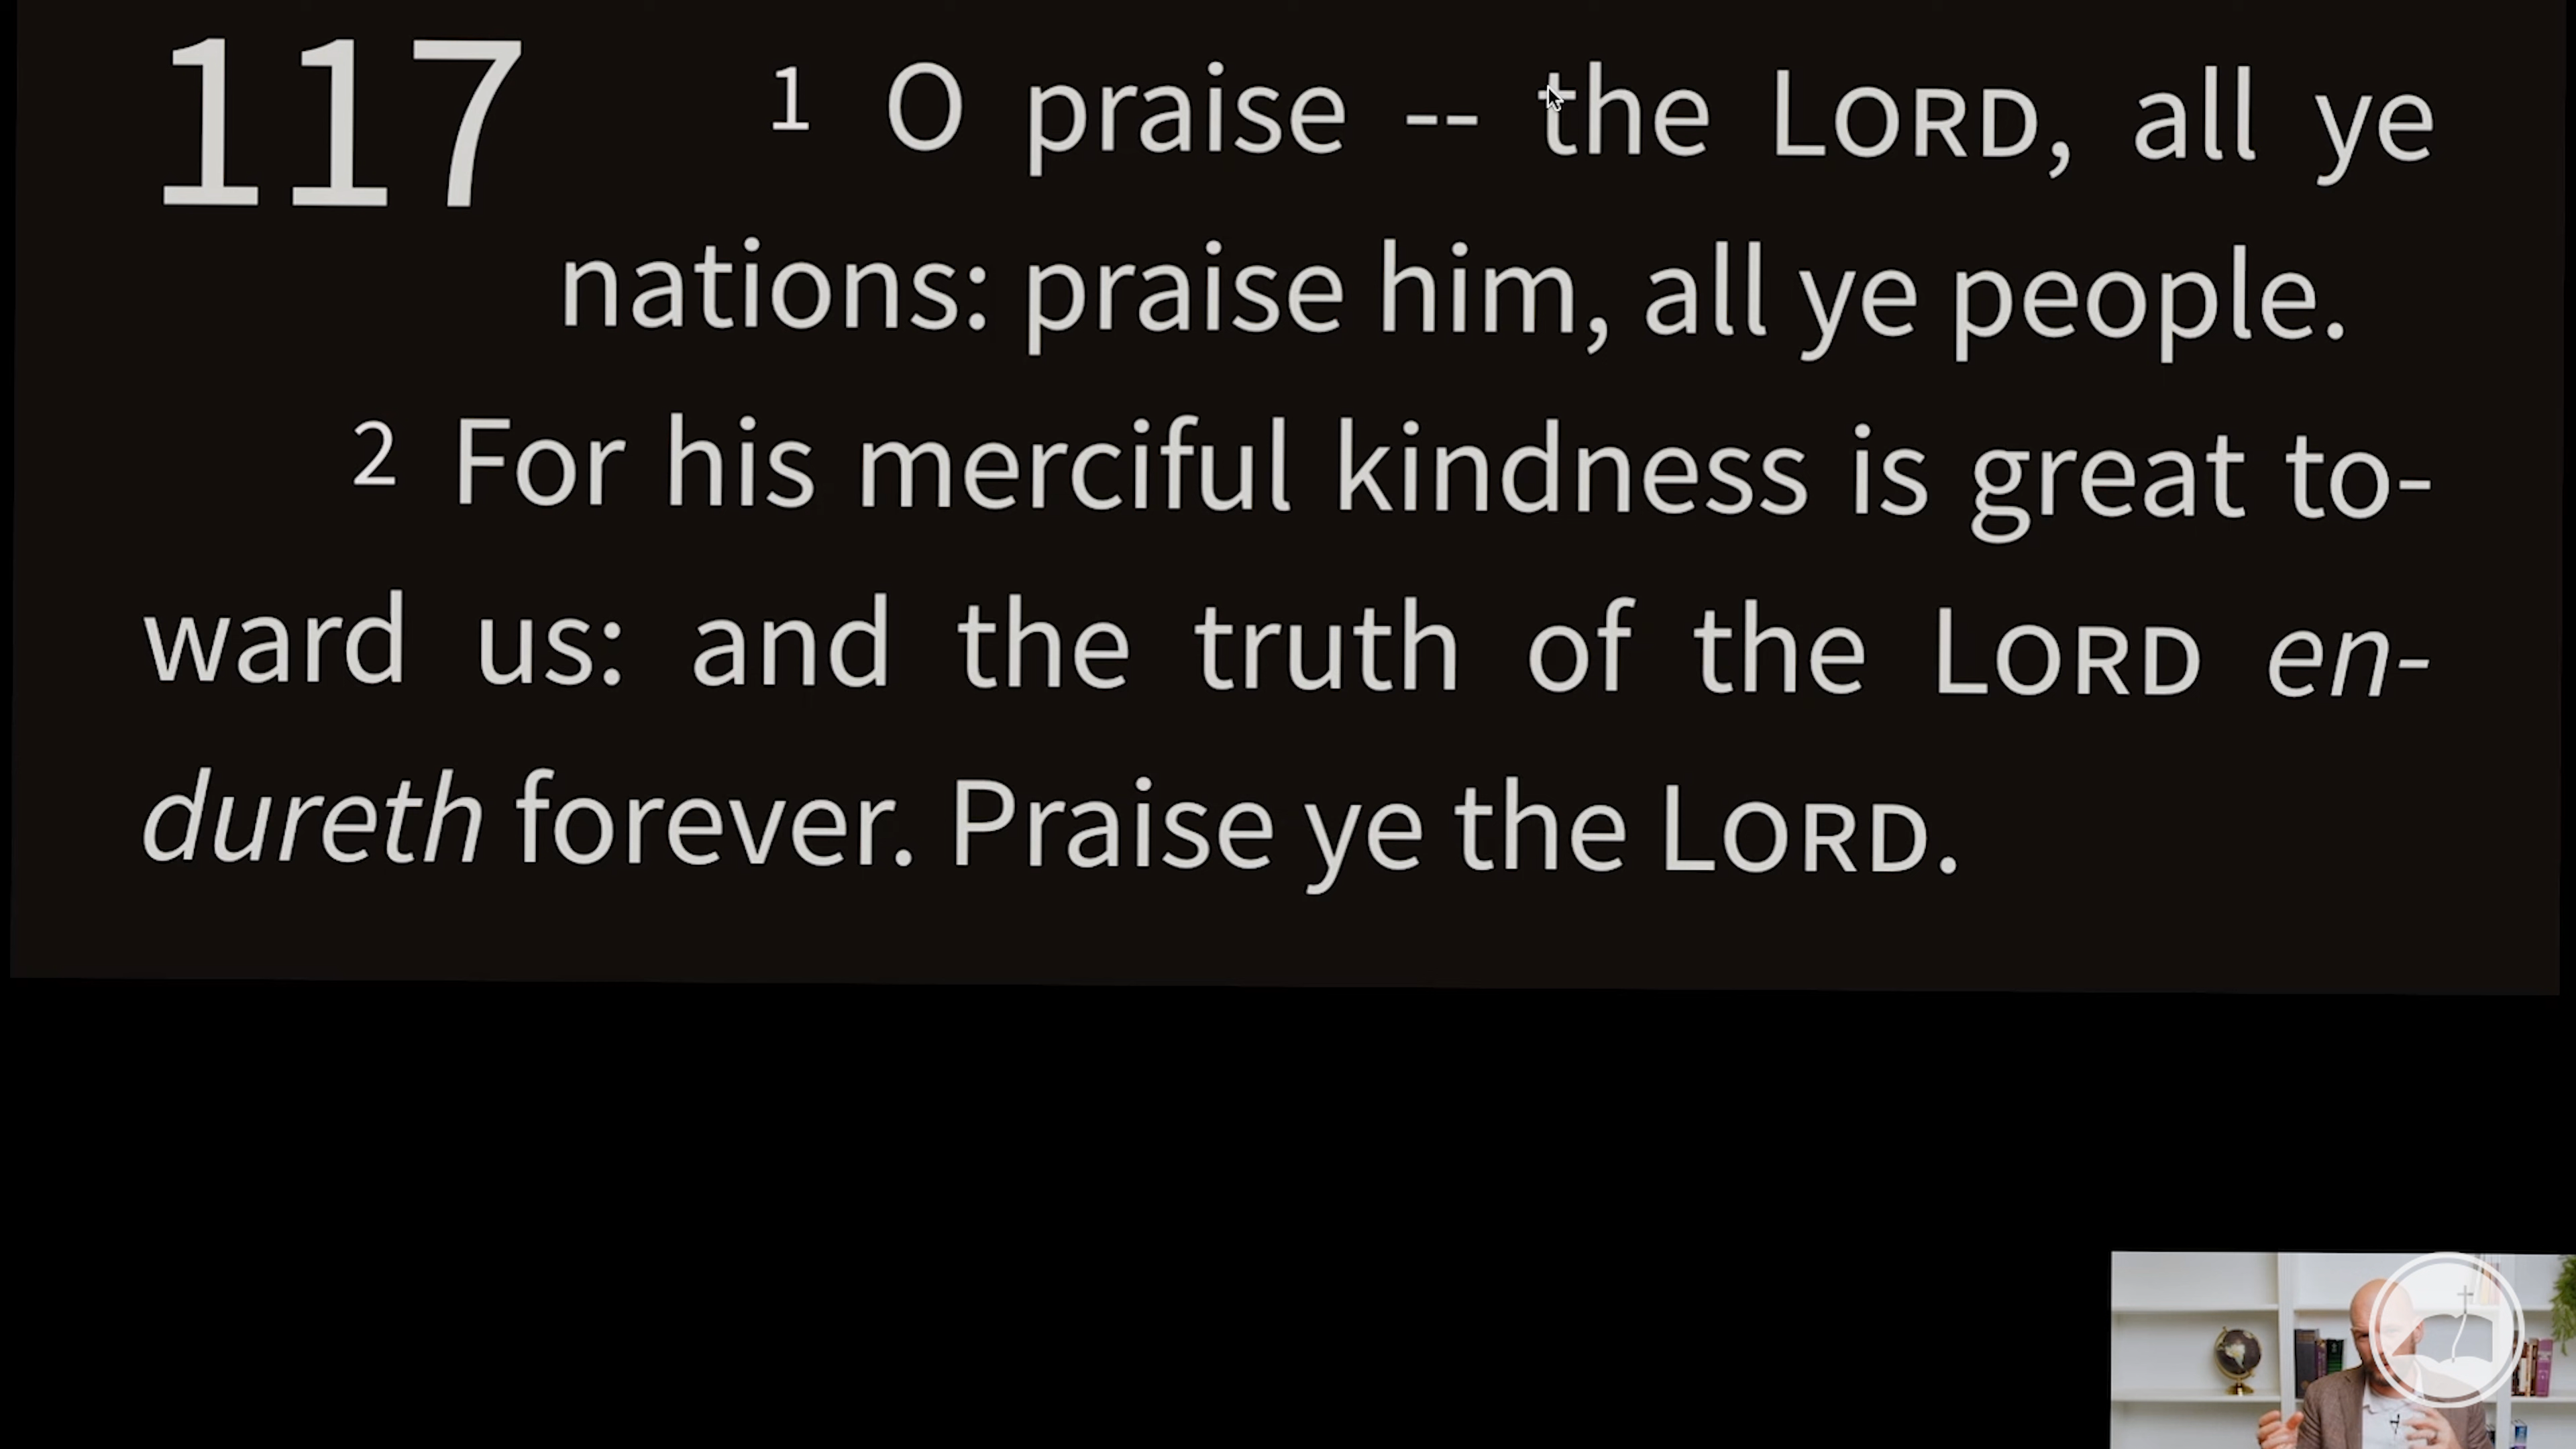 117 1 O praise -- the LORD, all ye
nations: praise him, all ye people.
2 For his merciful kindness is great to-
ward us: and the truth of the LORD en-
dureth forever. Praise ye the LORD.